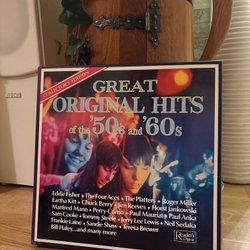 COLLECTOR'S EDITION
GREAT
ORIGINAL HITS
of the '50s and '60s
Eddie Fisher • The Four Aces • The Platters • Roger Miller
Eartha Kitt • Chuck Berry • Jim Reeves • Horst Jankowski
Manfred Mann • Perry Como • Paul Mauriat • Paul Anka
Sam Cooke • Tommy Steele • Jerry Lee Lewis • Neil Sedaka
Frankie Laine • Sandie Shaw • Teresa Brewer
Bill Haley...and many more
Reader's
Digest